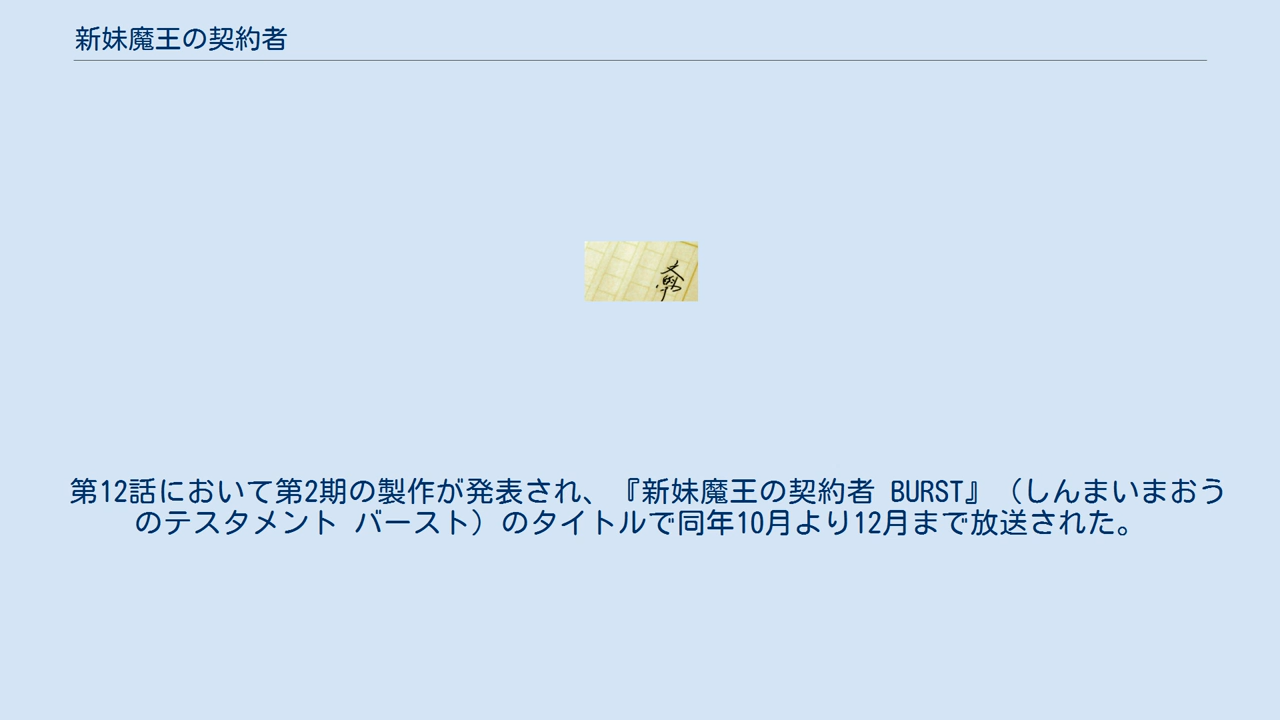 新妹魔王の契約者
第12話において第2期の製作が発表され、『新妹魔王の契約者 BURST』（しんまいまおう
のテスタメント バースト）のタイトルで同年10月より12月まで放送された。